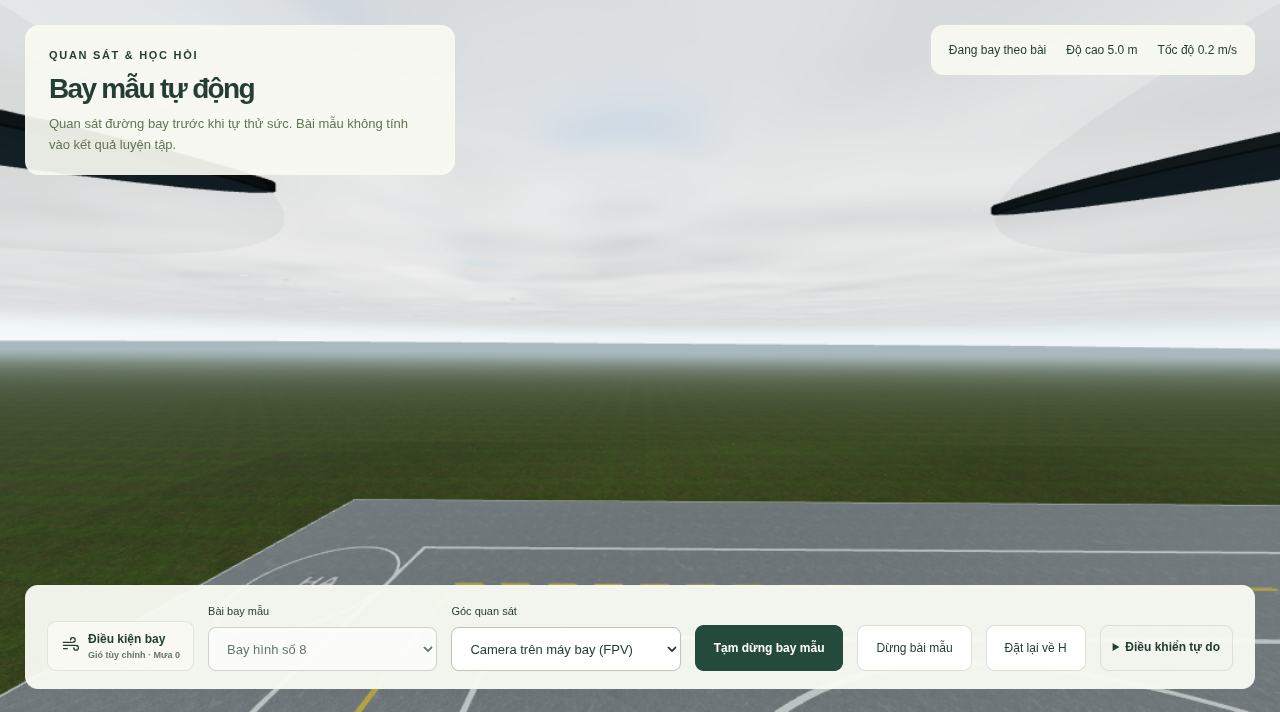 QUAN SÁT & HỌC HỎI
Bay mẫu tự động
Quan sát đường bay trước khi tự thử sức. Bài mẫu không tính
vào kết quả luyện tập.
Đang bay theo bài Độ cao 5.0 m Tốc độ 0.2 m/s
HA
Bài bay mẫu
Góc quan sát
Điều kiện bay
Gió tùy chỉnh · Mưa 0
Bay hình số 8
Camera trên máy bay (FPV)
Tạm dừng bay mẫu
Dừng bài mẫu
Đặt lại về H
Điều khiển tự do